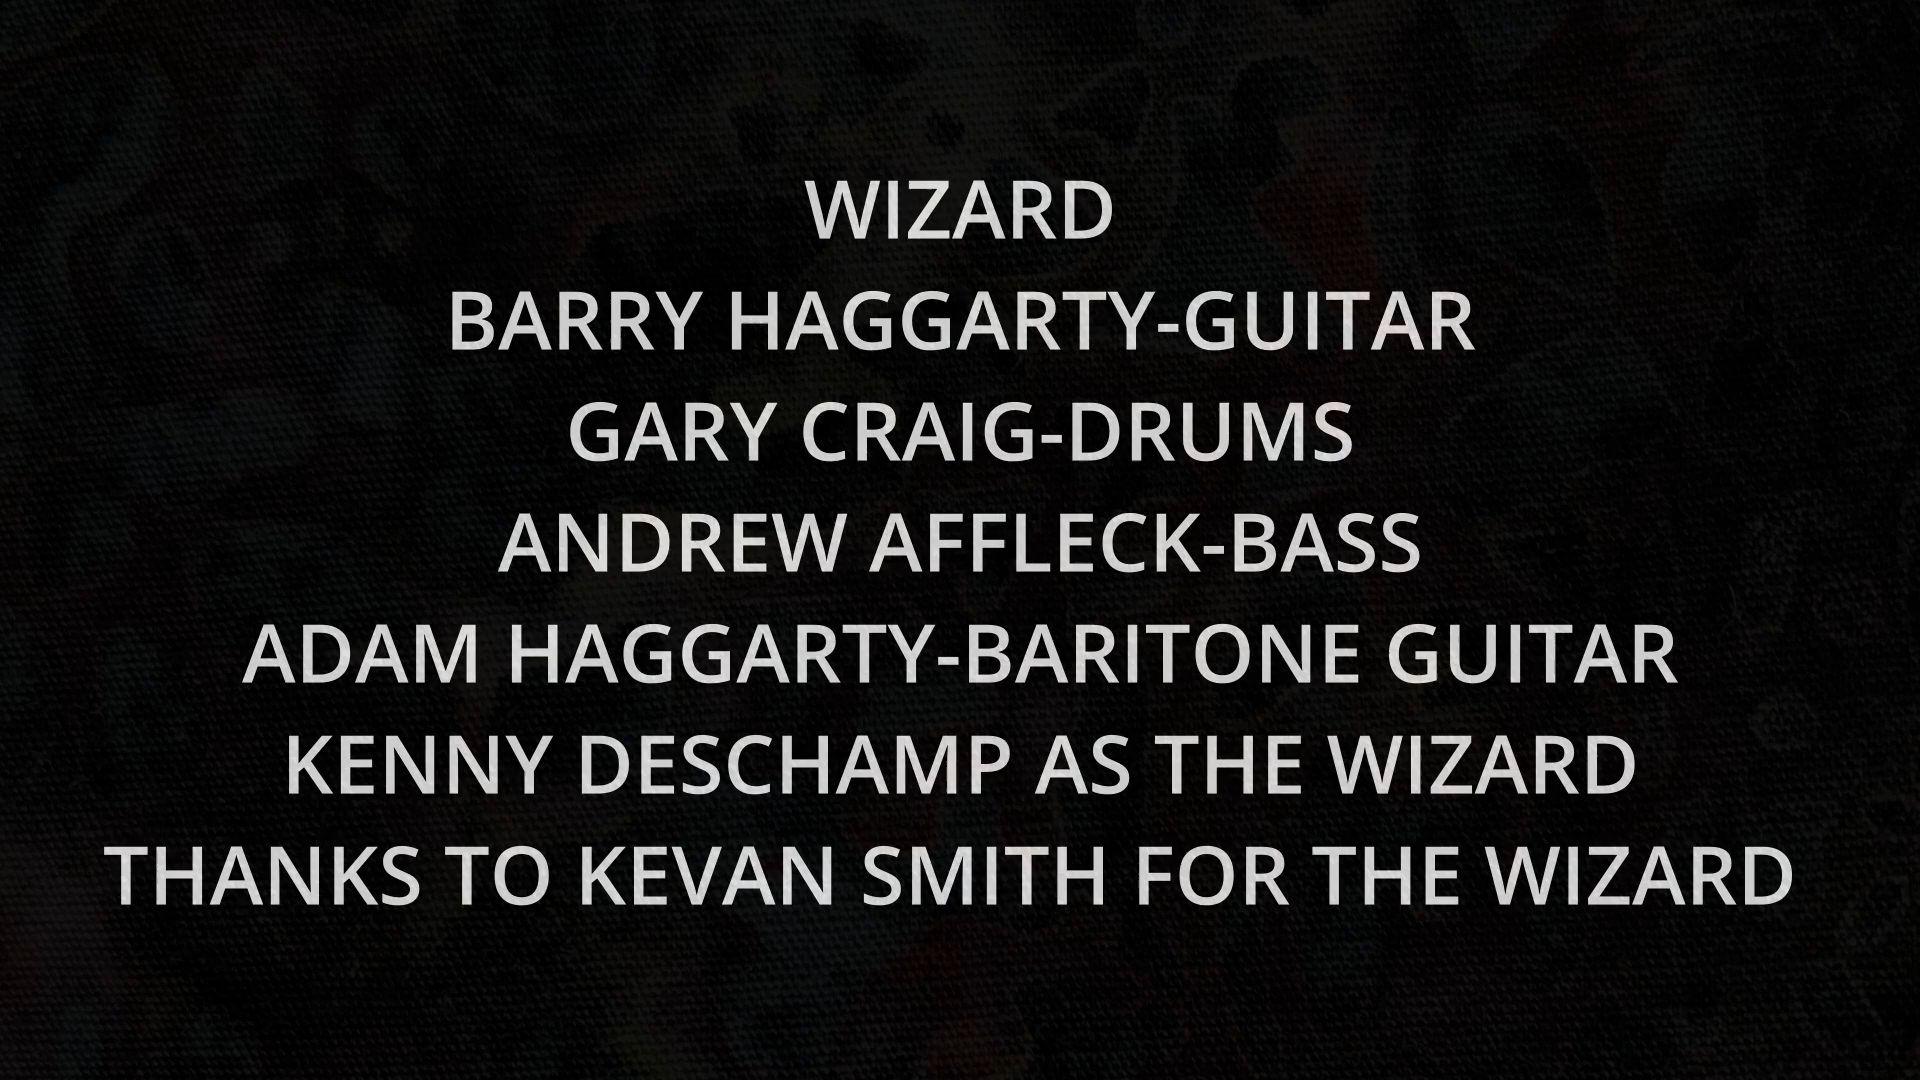 WIZARD
BARRY HAGGARTY-GUITAR
GARY CRAIG-DRUMS
ANDREW AFFLECK-BASS
ADAM HAGGARTY-BARITONE GUITAR
KENNY DESCHAMP AS THE WIZARD
THANKS TO KEVAN SMITH FOR THE WIZARD